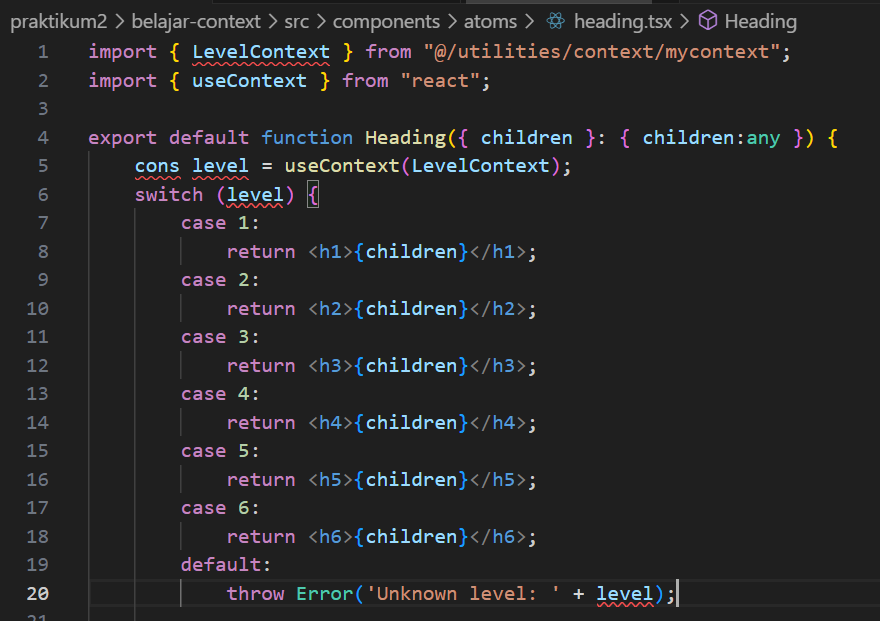 praktikum2 > belajar-context > src > components > atoms > heading.tsx > Heading
1 import { LevelContext } from "@/utilities/context/mycontext";
2 import { useContext } from "react";
3
4 export default function Heading({ children }: { children:any }) {
5 cons level = useContext(LevelContext);
6 switch (level) {
7 case 1:
8 return <h1>{children}</h1>;
9 case 2:
10 return <h2>{children}</h2>;
11 case 3:
12 return <h3>{children}</h3>;
13 case 4:
14 return <h4>{children}</h4>;
15 case 5:
16 return <h5>{children}</h5>;
17 case 6:
18 return <h6>{children}</h6>;
19 default:
20 throw Error('Unknown level: ' + level);
21